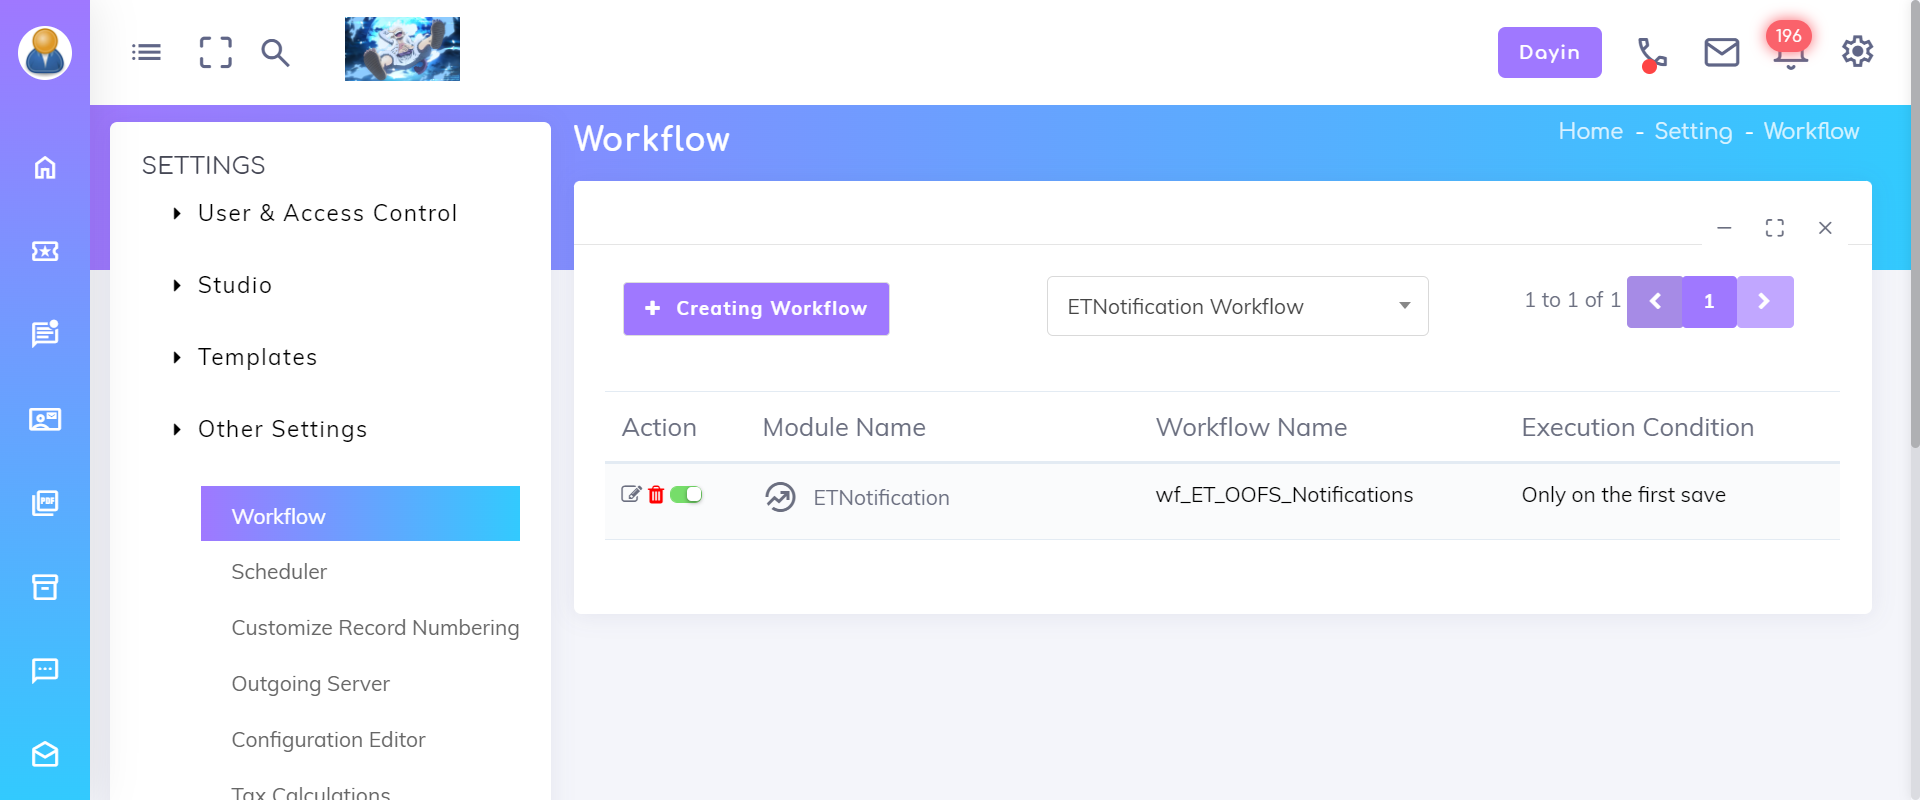 Dayin
196
Workflow
Home - Setting - Workflow
SETTINGS
User & Access Control
Studio
Templates
Other Settings
Workflow
Scheduler
Customize Record Numbering
Outgoing Server
Configuration Editor
Tax Calculations
Creating Workflow
ETNotification Workflow
1 to 1 of 1
1
Action Module Name Workflow Name Execution Condition
ETNotification wf_ET_OOFS_Notifications Only on the first save
PDF